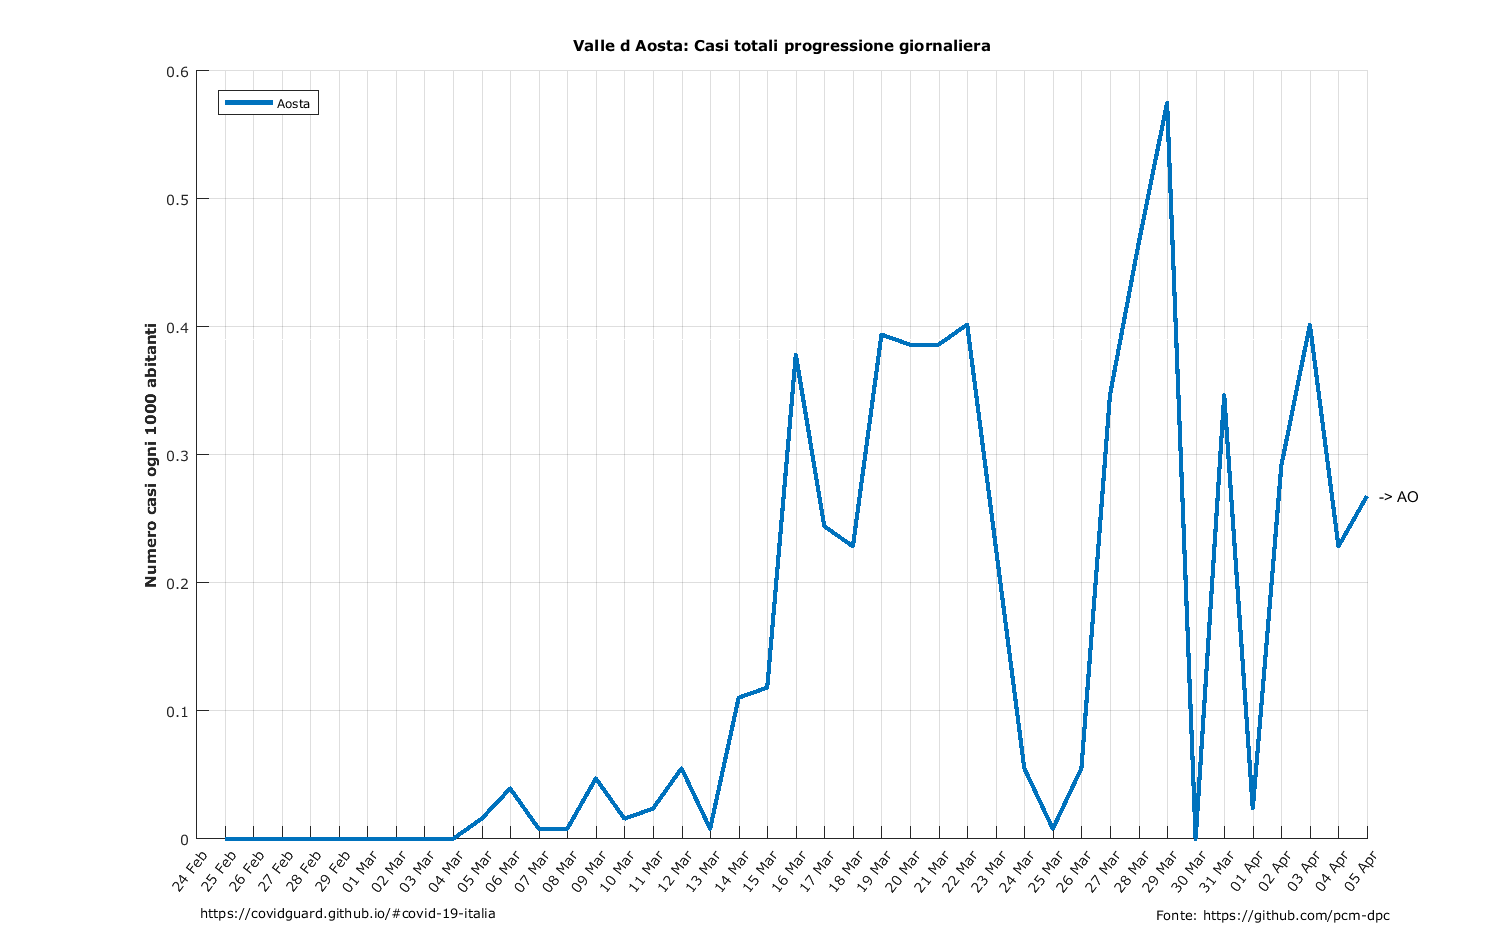 Valle d Aosta: Casi totali progressione giornaliera
Aosta
Numero casi ogni 1000 abitanti
0.6
0.5
0.4
0.3
0.2
0.1
0
-> AO
24 Feb
25 Feb
26 Feb
27 Feb
28 Feb
29 Feb
01 Mar
02 Mar
03 Mar
04 Mar
05 Mar
06 Mar
07 Mar
08 Mar
09 Mar
10 Mar
11 Mar
12 Mar
13 Mar
14 Mar
15 Mar
16 Mar
17 Mar
18 Mar
19 Mar
20 Mar
21 Mar
22 Mar
23 Mar
24 Mar
25 Mar
26 Mar
27 Mar
28 Mar
29 Mar
30 Mar
31 Mar
01 Apr
02 Apr
03 Apr
04 Apr
05 Apr
https://covidguard.github.io/#covid-19-italia
Fonte: https://github.com/pcm-dpc